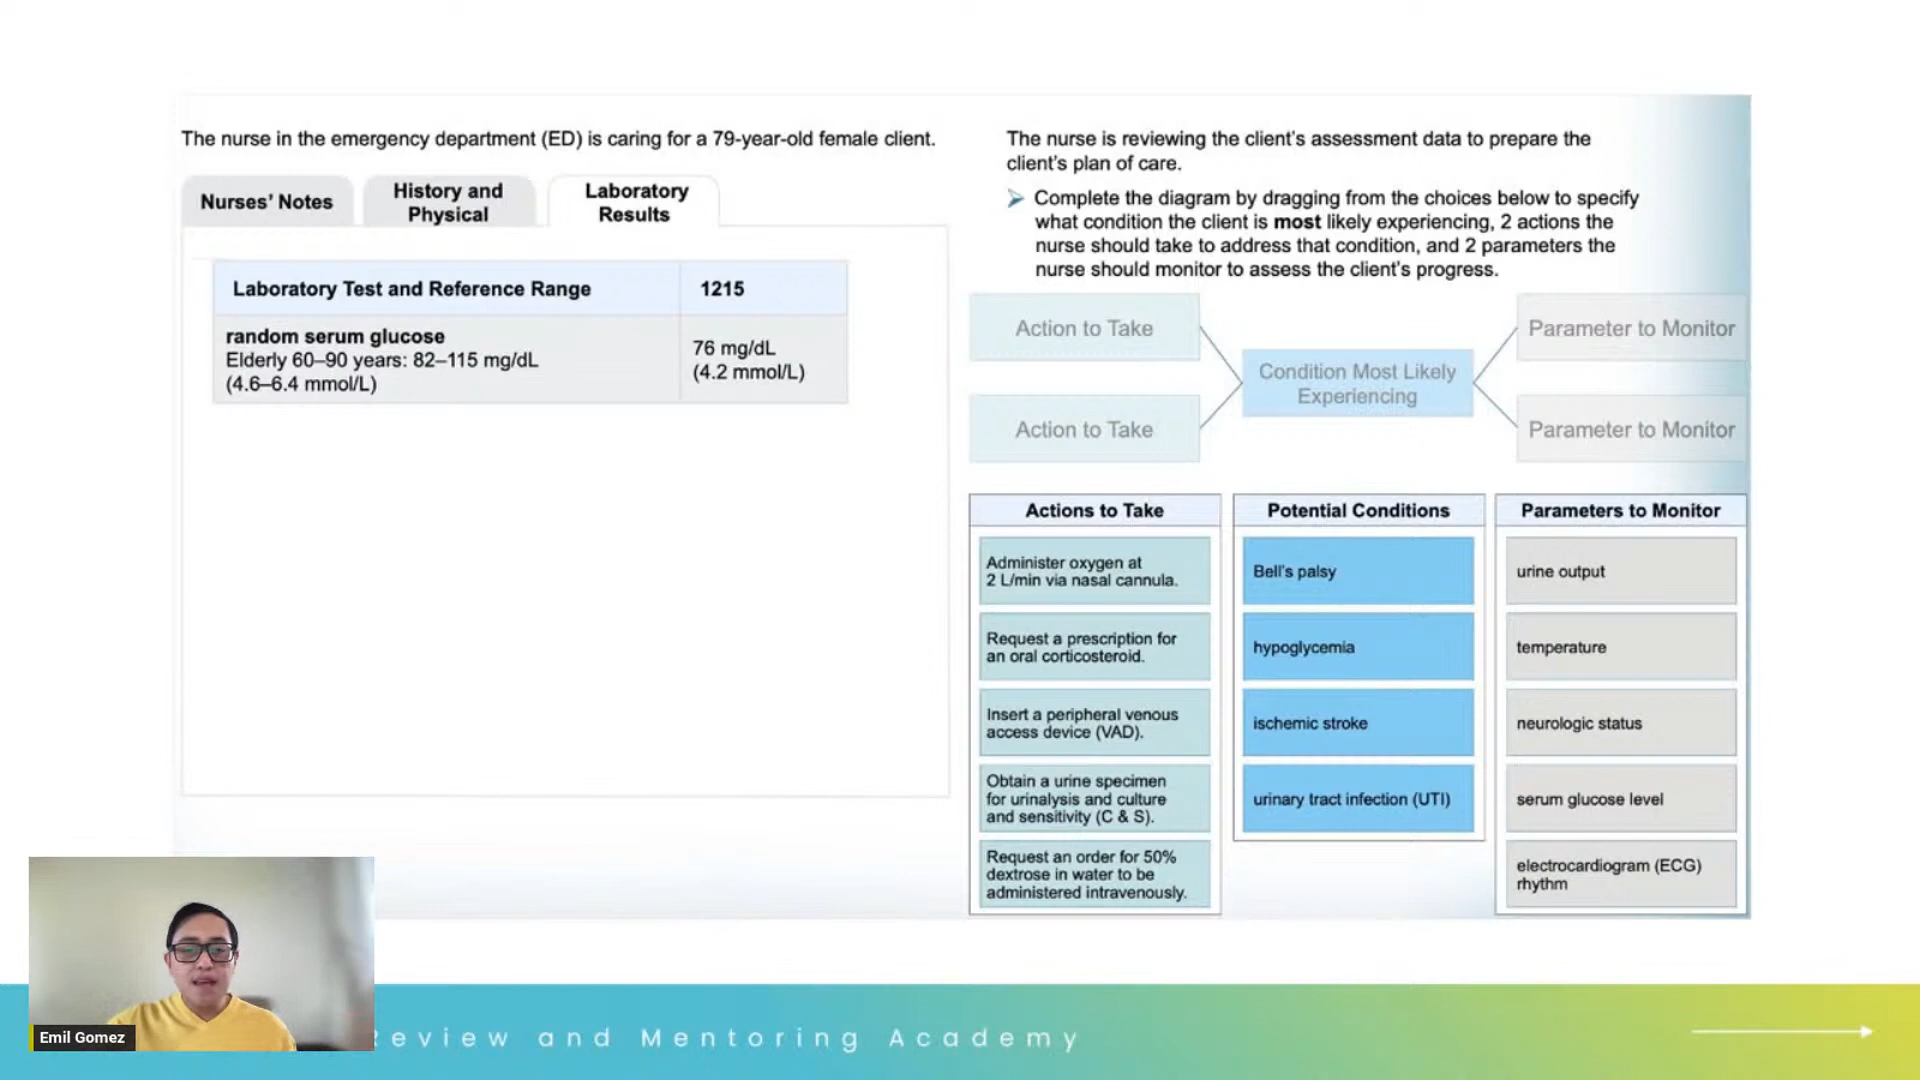 The nurse in the emergency department (ED) is caring for a 79-year-old female client.
Nurses' Notes
History and
Physical
Laboratory
Results
Laboratory Test and Reference Range
1215
random serum glucose
Elderly 60–90 years: 82–115 mg/dL
(4.6–6.4 mmol/L)
76 mg/dL
(4.2 mmol/L)
The nurse is reviewing the client's assessment data to prepare the
client's plan of care.
Complete the diagram by dragging from the choices below to specify
what condition the client is most likely experiencing, 2 actions the
nurse should take to address that condition, and 2 parameters the
nurse should monitor to assess the client's progress.
Action to Take
Action to Take
Condition Most Likely
Experiencing
Parameter to Monitor
Parameter to Monitor
Actions to Take
Administer oxygen at
2 L/min via nasal cannula.
Request a prescription for
an oral corticosteroid.
Insert a peripheral venous
access device (VAD).
Obtain a urine specimen
for urinalysis and culture
and sensitivity (C & S).
Request an order for 50%
dextrose in water to be
administered intravenously.
Potential Conditions
Bell's palsy
hypoglycemia
ischemic stroke
urinary tract infection (UTI)
Parameters to Monitor
urine output
temperature
neurologic status
serum glucose level
electrocardiogram (ECG)
rhythm
Emil Gomez
Review and Mentoring Academy